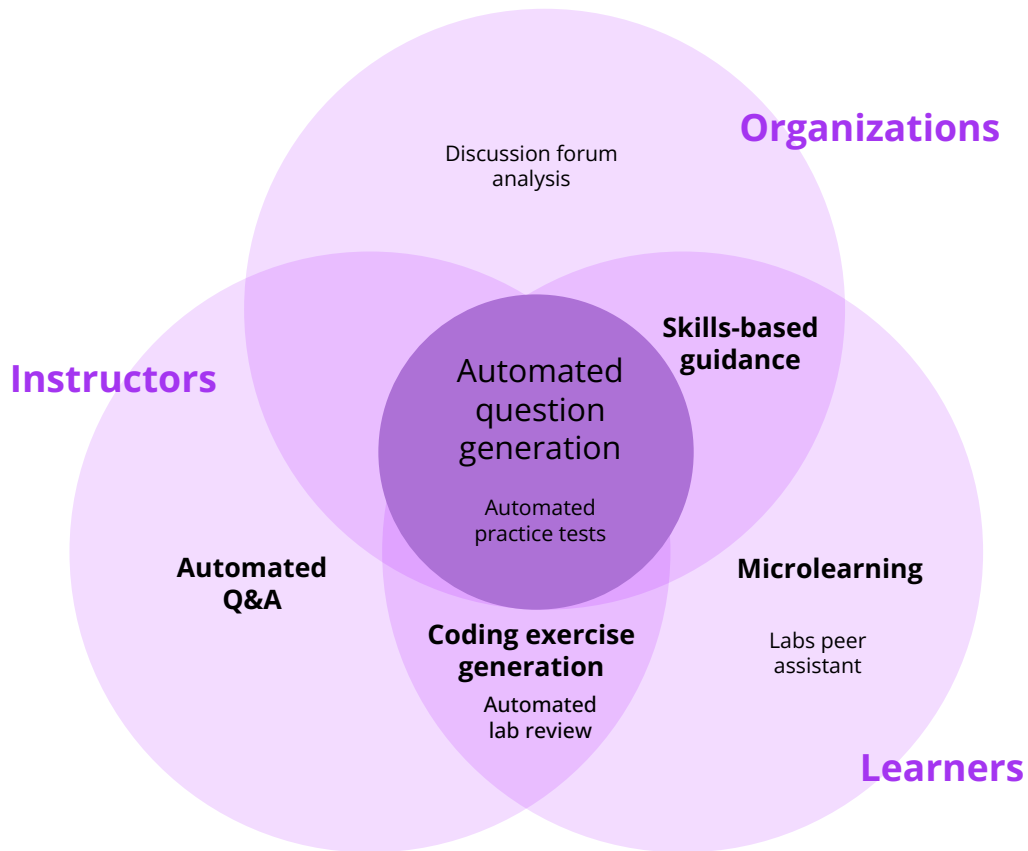 Organizations
Discussion forum
analysis
Skills-based
guidance
Instructors
Automated
question
generation
Automated
practice tests
Automated
Q&A
Microlearning
Coding exercise
generation
Labs peer
assistant
Automated
lab review
Learners